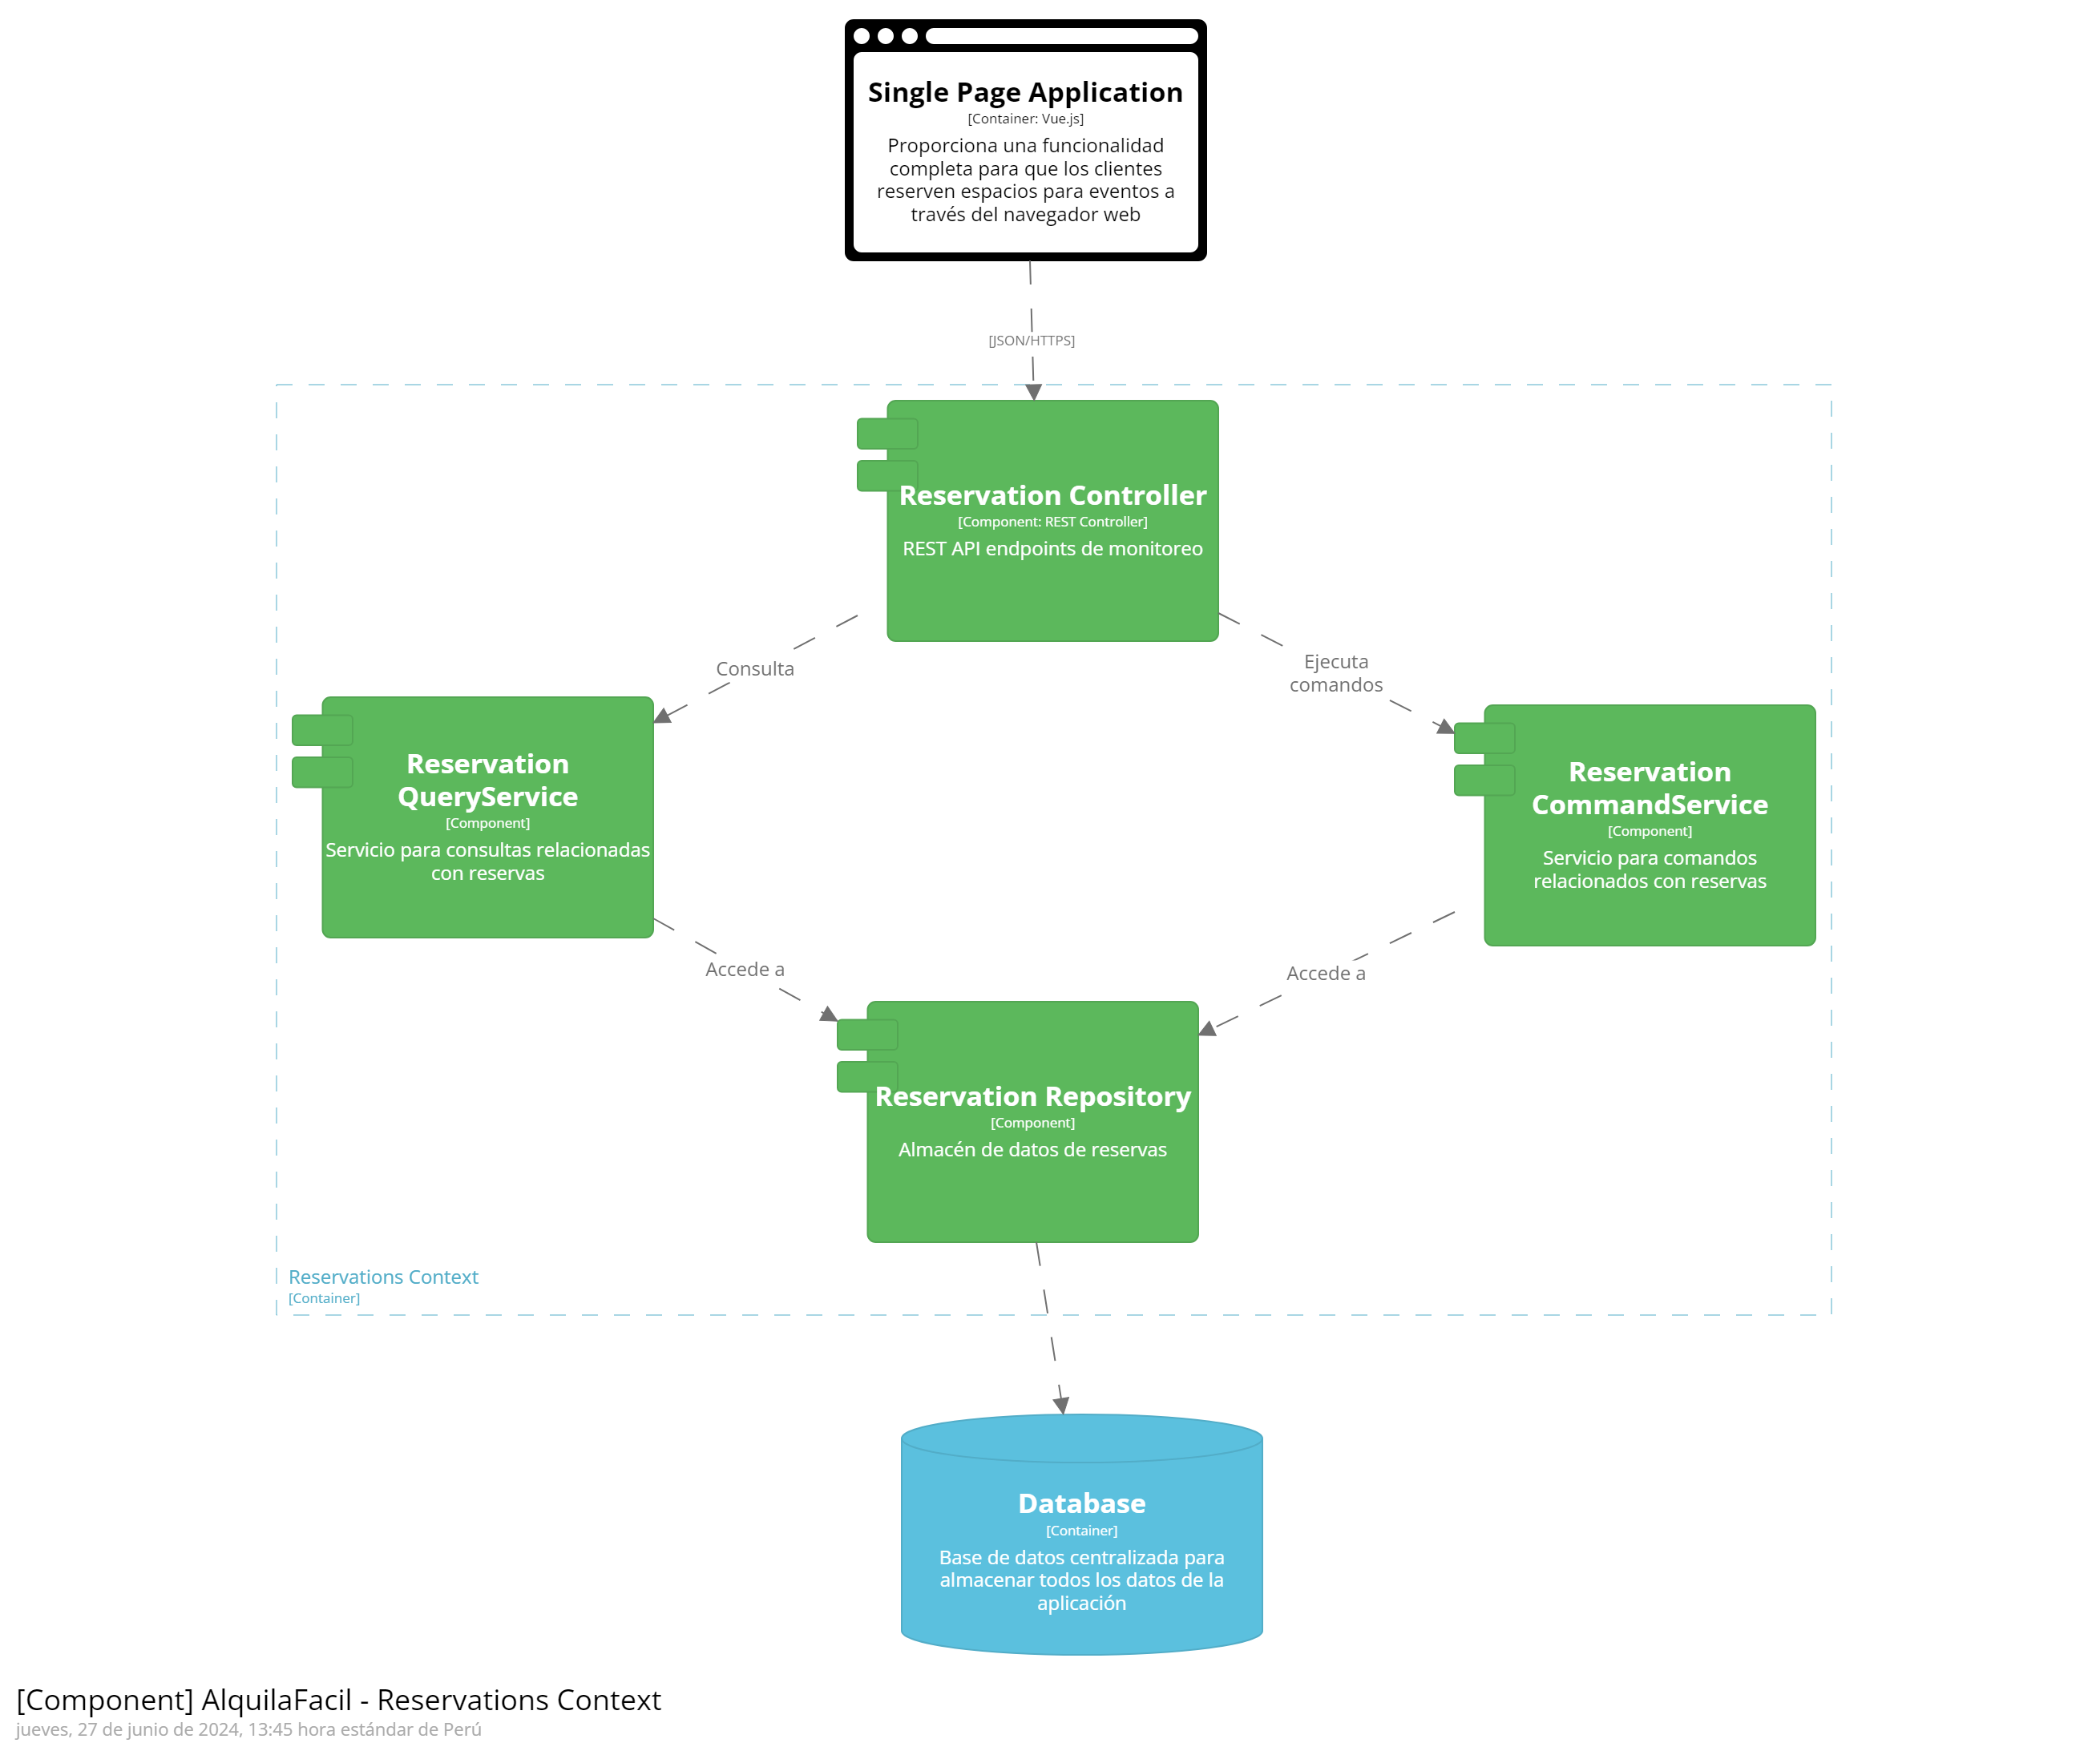 Single Page Application
[Container: Vue.js]
Proporciona una funcionalidad
completa para que los clientes
reserven espacios para eventos a
través del navegador web
[JSON/HTTPS]
Reservation Controller
[Component: REST Controller]
REST API endpoints de monitoreo
Consulta
Ejecuta
comandos
Reservation
QueryService
[Component]
Servicio para consultas relacionadas
con reservas
Reservation
CommandService
[Component]
Servicio para comandos
relacionados con reservas
Accede a
Accede a
Reservation Repository
[Component]
Almacén de datos de reservas
Reservations Context
[Container]
Database
[Container]
Base de datos centralizada para
almacenar todos los datos de la
aplicación
[Component] AlquilaFacil - Reservations Context
jueves, 27 de junio de 2024, 13:45 hora estándar de Perú